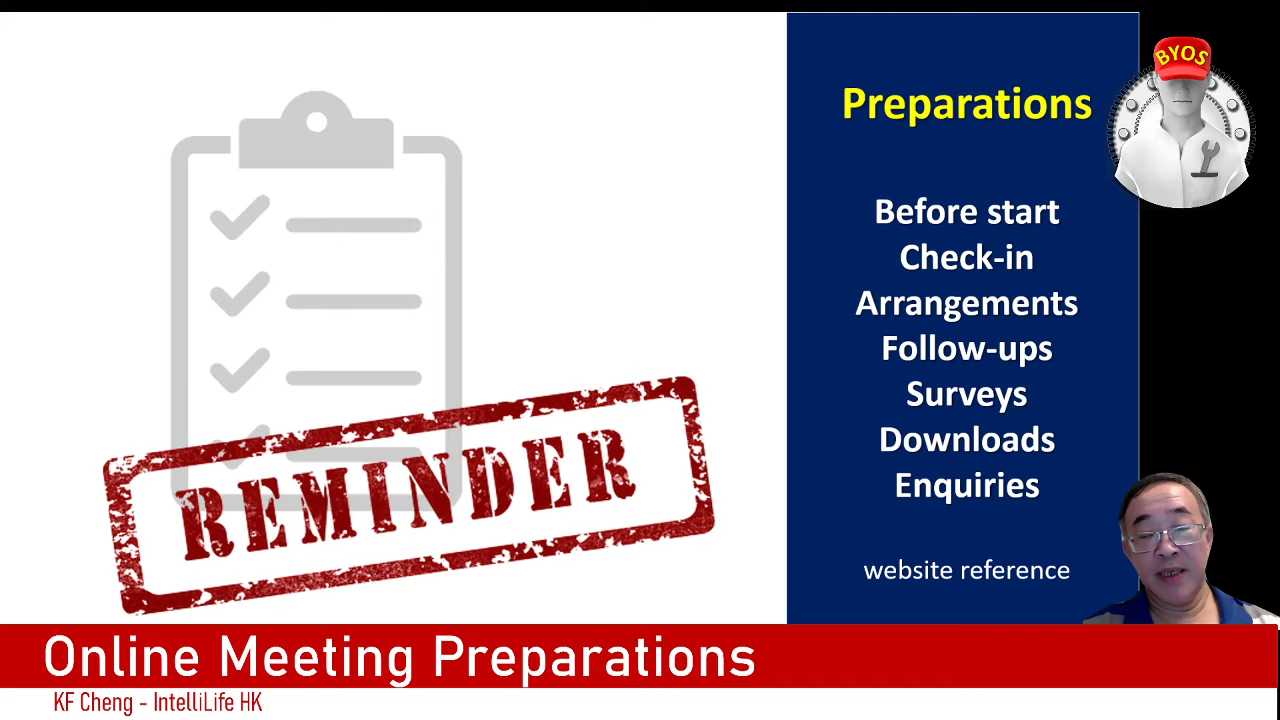 BYOS
Preparations
Before start
Check-in
Arrangements
Follow-ups
Surveys
Downloads
Enquiries
website reference
REMINDER
Online Meeting Preparations
KF Cheng - IntelliLife HK